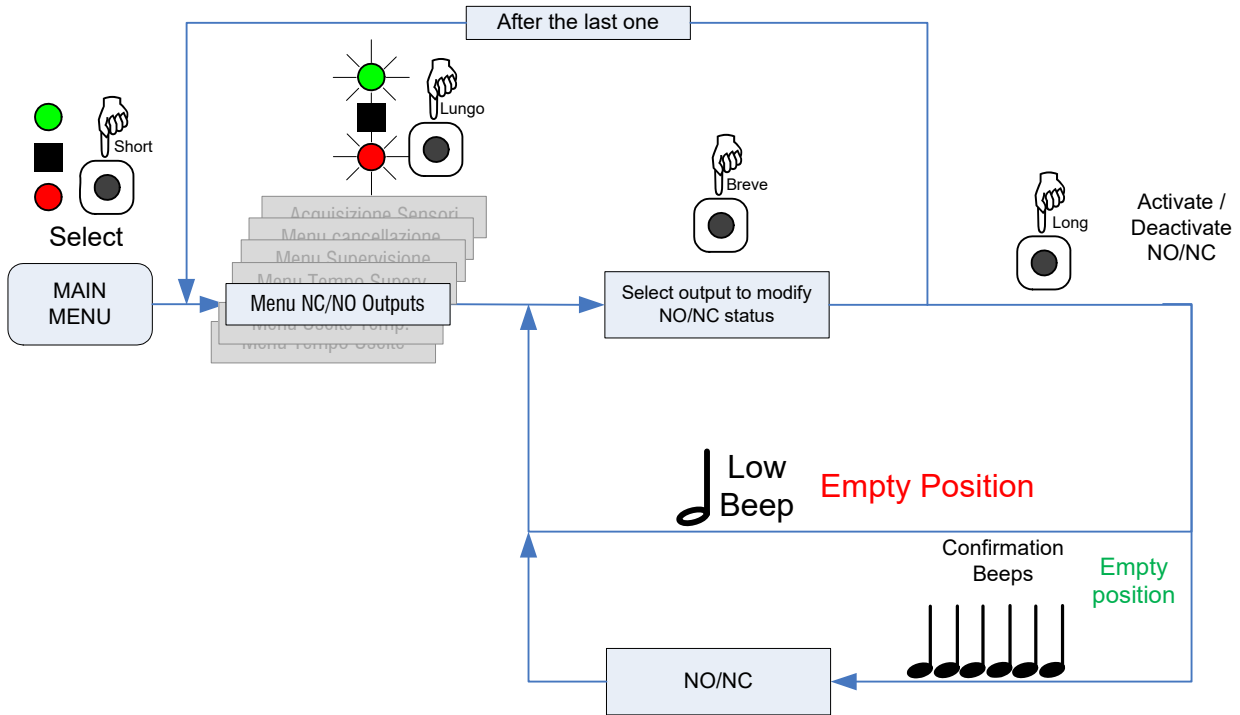 After the last one
Short
Lungo
Breve
Long
Activate /
Deactivate
NO/NC
Select
MAIN
MENU
Acquisizione Sensori
Menu cancellazione
Menu Supervisione
Menu Tempo Superv.
Menu NC/NO Outputs
Menu Uscite Temp.
Menu Tempo Uscite
Select output to modify
NO/NC status
Low
Beep
Empty Position
Confirmation
Beeps
Empty
position
NO/NC